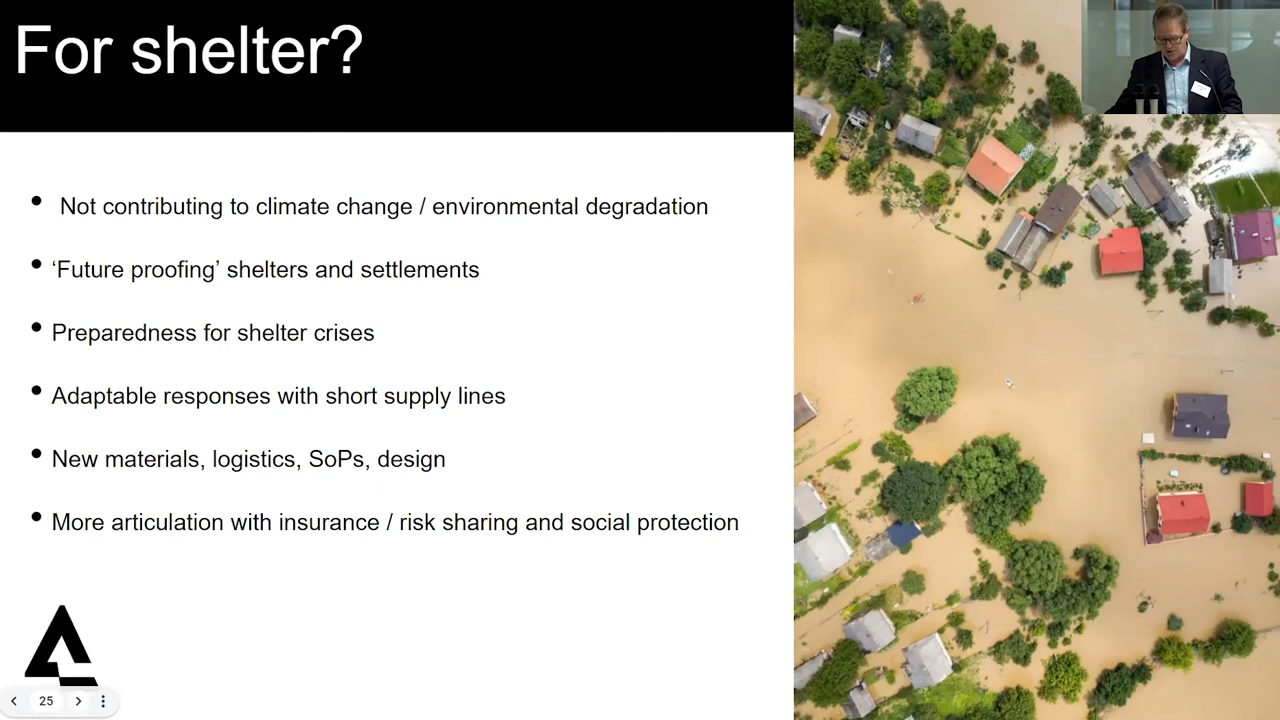 For shelter?
• Not contributing to climate change / environmental degradation
• ‘Future proofing’ shelters and settlements
• Preparedness for shelter crises
• Adaptable responses with short supply lines
• New materials, logistics, SoPs, design
• More articulation with insurance / risk sharing and social protection
25